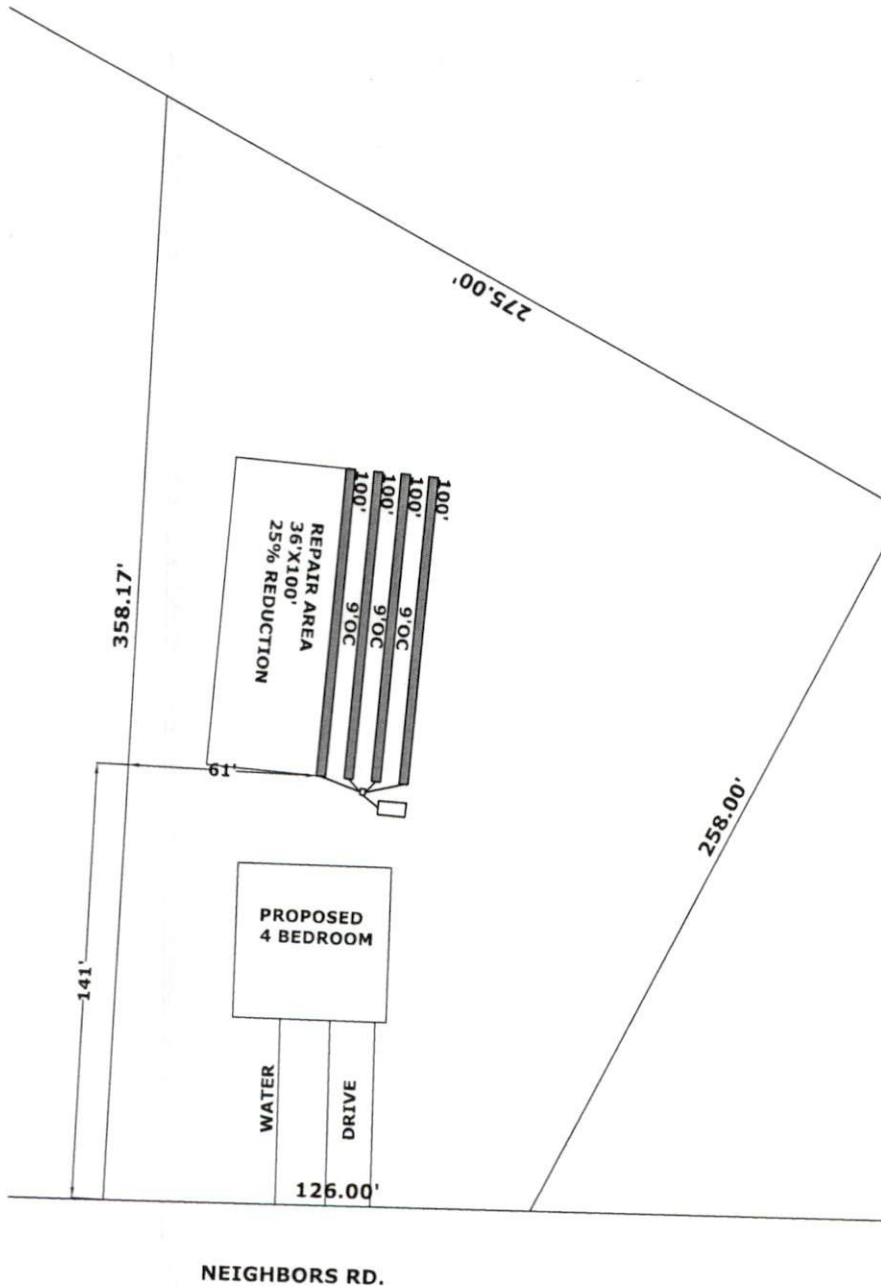 275.00'
100'
100'
100'
100'
REPAIR AREA
36'X100'
25% REDUCTION
9'OC
9'OC
9'OC
358.17'
61'
258.00'
PROPOSED
4 BEDROOM
141'
WATER
DRIVE
126.00'
NEIGHBORS RD.